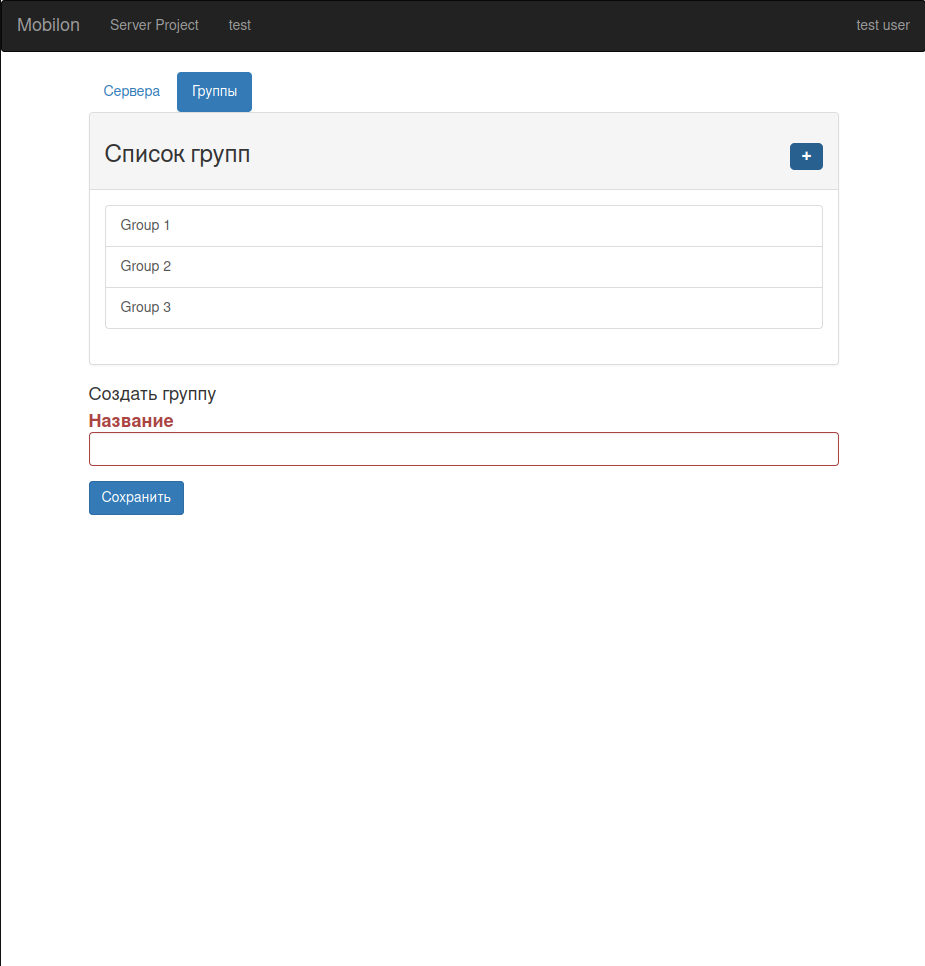 Mobilon Server Project test test user
Сервера Группы
Список групп +
Group 1
Group 2
Group 3
Создать группу
Название
Сохранить